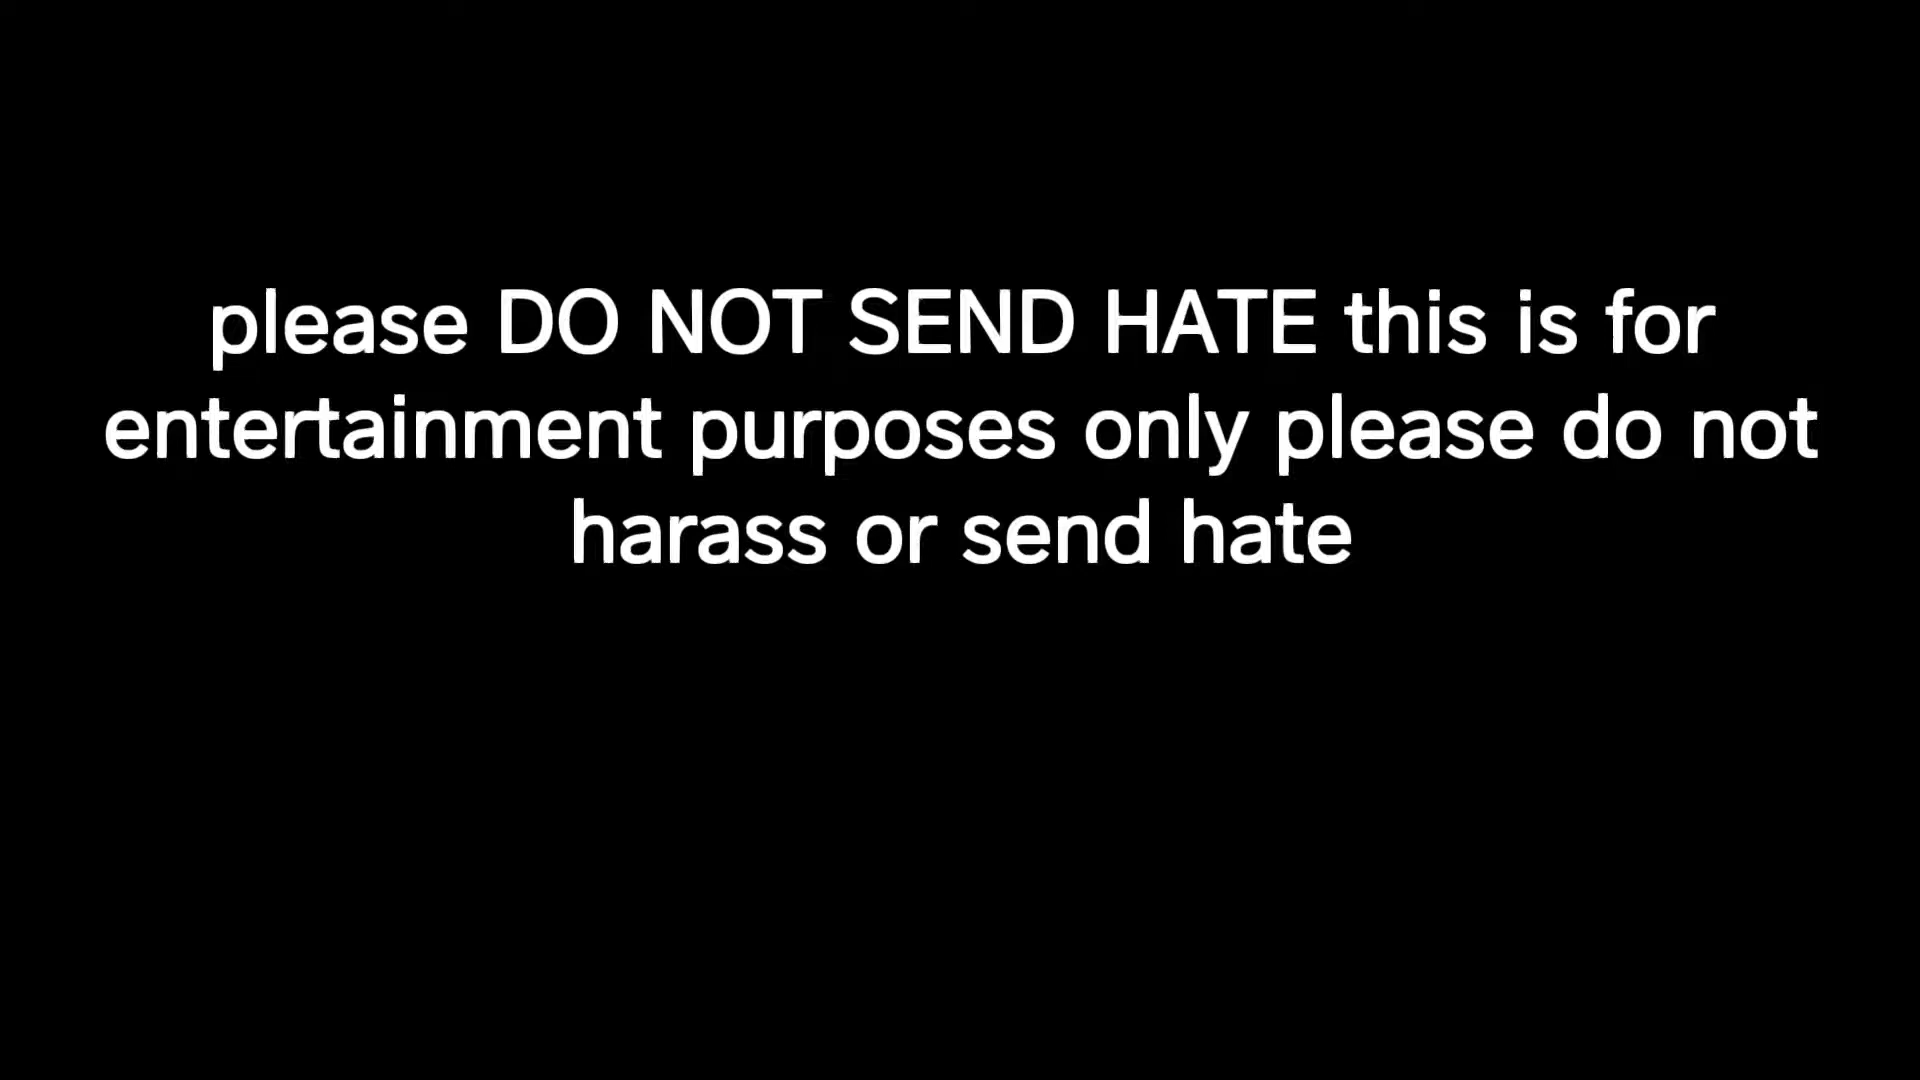 please DO NOT SEND HATE this is for
entertainment purposes only please do not
harass or send hate